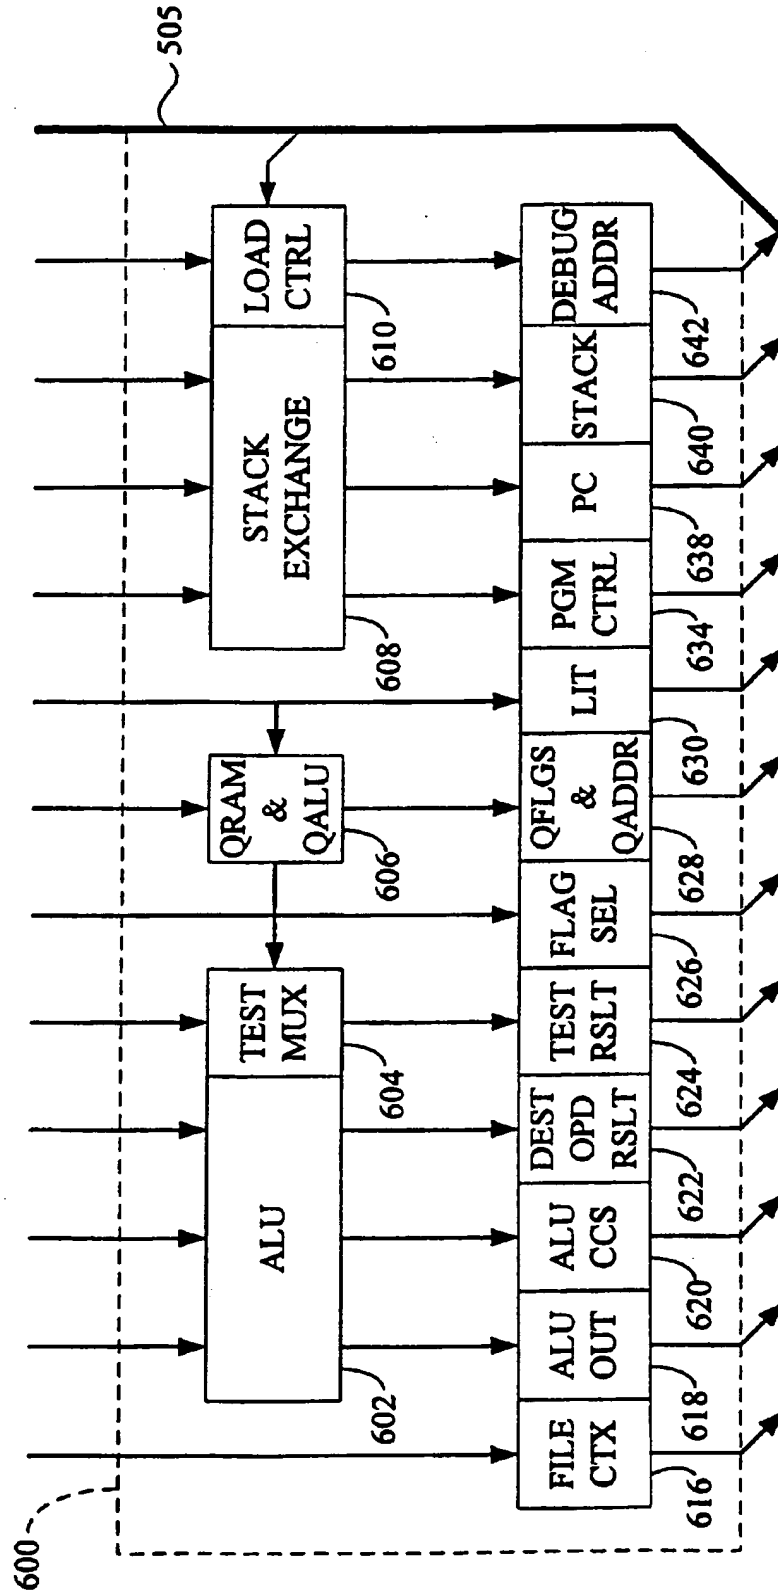 600
505
ALU
602
TEST
MUX
604
QRAM
&
QALU
606
STACK
EXCHANGE
608
LOAD
CTRL
610
FILE
CTX
616
ALU
OUT
618
ALU
CCS
620
DEST
OPD
RSLT
622
TEST
RSLT
624
FLAG
SEL
626
QFLGS
&
QADDR
628
LIT
630
PGM
CTRL
634
PC
638
STACK
640
DEBUG
ADDR
642